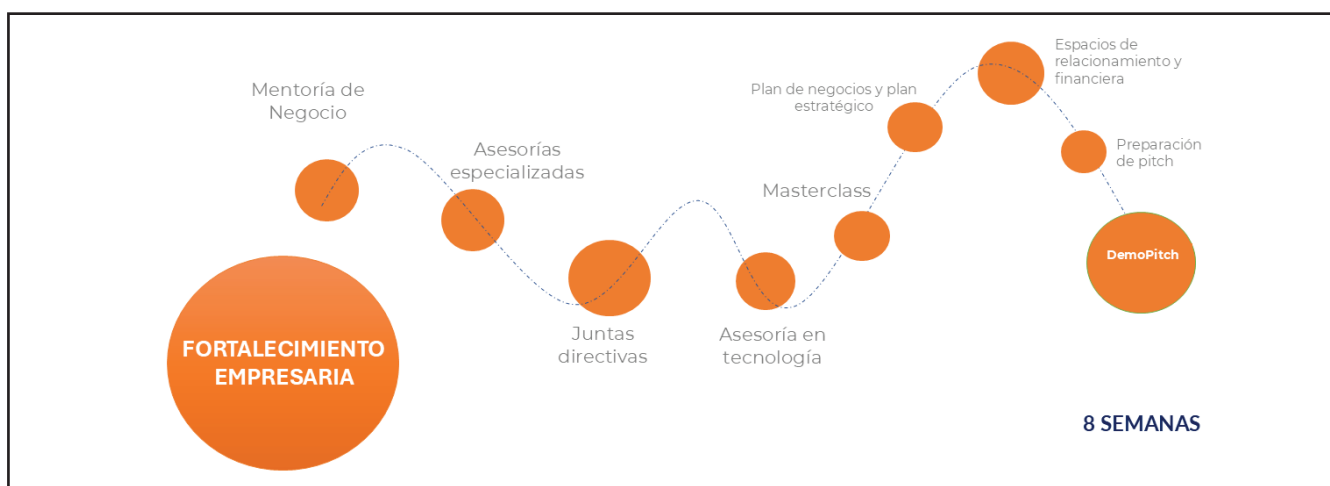 Mentoría de
Negocio
Asesorías
especializadas
Juntas
directivas
Asesoría en
tecnología
Masterclass
Plan de negocios y plan
estratégico
Espacios de
relacionamiento y
financiera
Preparación
de pitch
DemoPitch
FORTALECIMIENTO
EMPRESARIA
8 SEMANAS